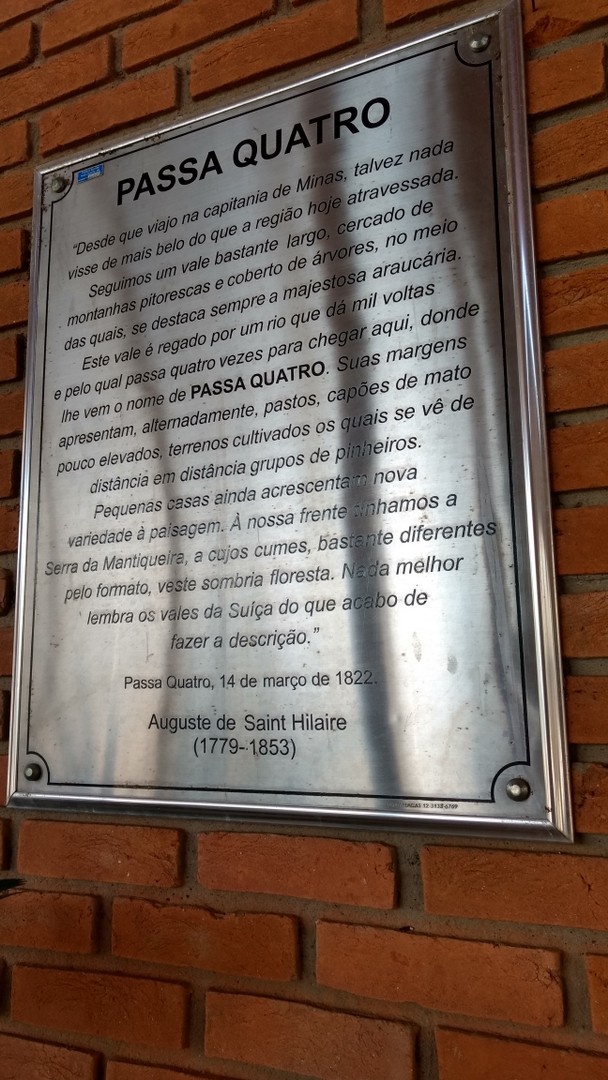 PASSA QUATRO
"Desde que viajo na capitania de Minas, talvez nada
visse de mais belo do que a região hoje atravessada.
Seguimos um vale bastante largo, cercado de
montanhas pitorescas e coberto de árvores, no meio
das quais, se destaca sempre a majestosa araucária.
Este vale é regado por um rio que dá mil voltas
e pelo qual passa quatro vezes para chegar aqui, donde
lhe vem o nome de PASSA QUATRO. Suas margens
apresentam, alternadamente, pastos, capões de mato
pouco elevados, terrenos cultivados os quais se vê de
distância em distância grupos de pinheiros.
Pequenas casas ainda acrescentam nova
variedade à paisagem. À nossa frente tinhamos a
Serra da Mantiqueira, a cujos cumes, bastante diferentes
pelo formato, veste sombria floresta. Nada melhor
lembra os vales da Suíça do que acabo de
fazer a descrição."
Passa Quatro, 14 de março de 1822.
Auguste de Saint Hilaire
(1779-1853)